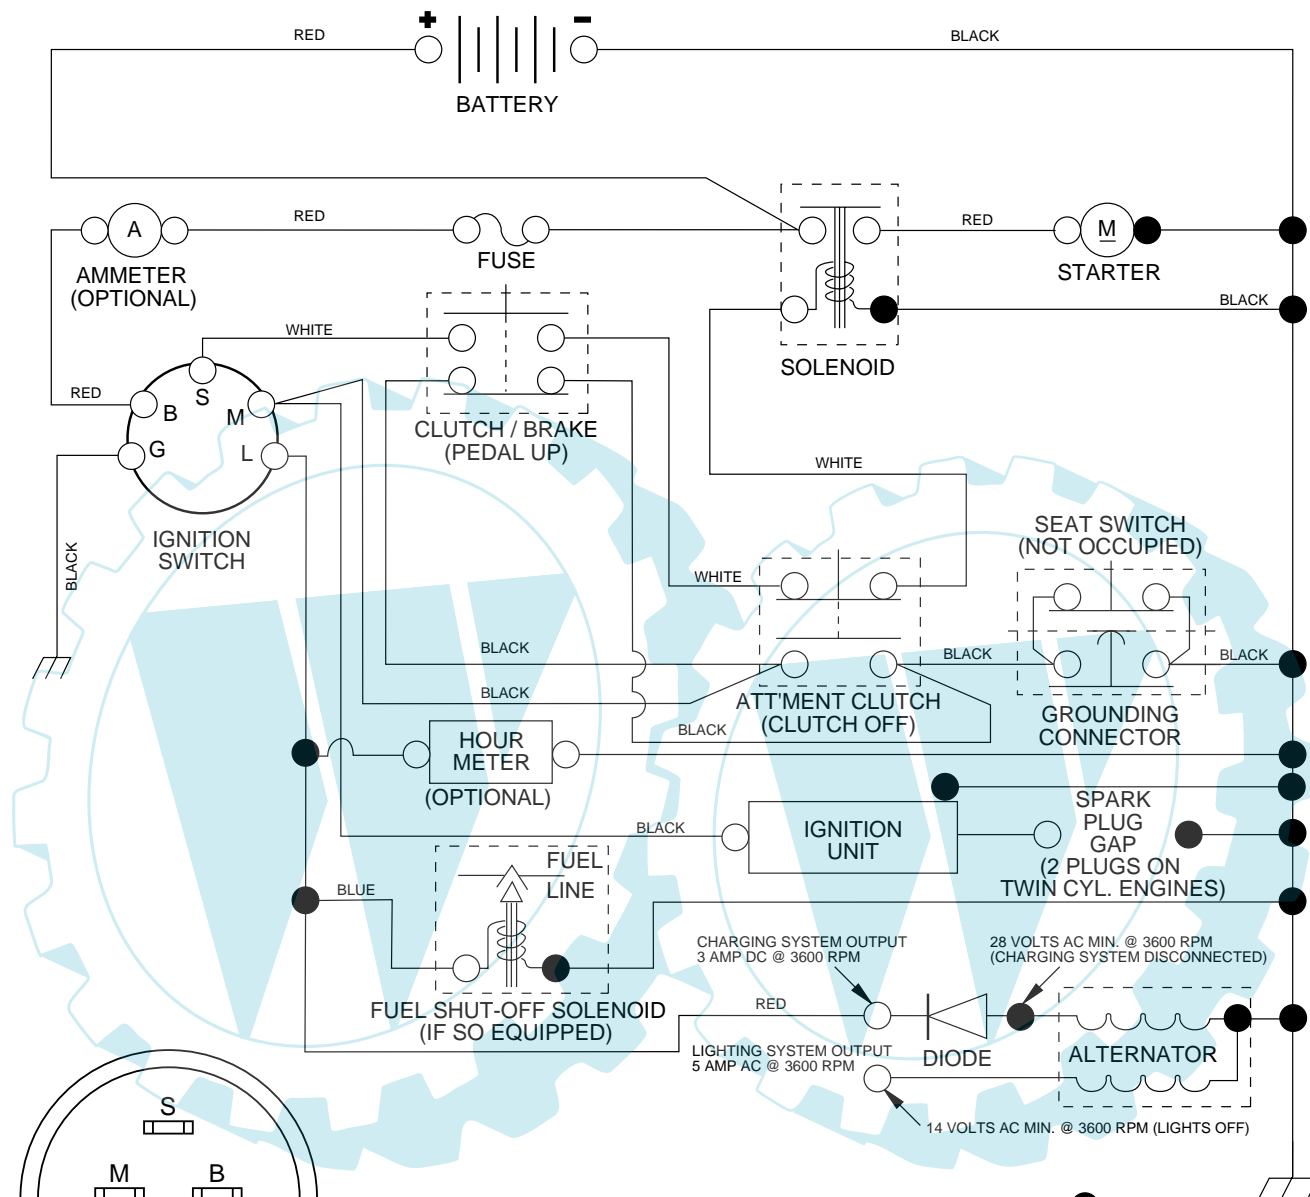 RED
+
-
BLACK
BATTERY
A
RED
FUSE
AMMETER
(OPTIONAL)
RED
M
STARTER
BLACK
SOLENOID
WHITE
RED
S
B
M
G
L
CLUTCH / BRAKE
(PEDAL UP)
IGNITION
SWITCH
BLACK
WHITE
SEAT SWITCH
(NOT OCCUPIED)
WHITE
BLACK
BLACK
BLACK
BLACK
ATT'MENT CLUTCH
(CLUTCH OFF)
BLACK
GROUNDING
CONNECTOR
HOUR
METER
(OPTIONAL)
BLACK
IGNITION
UNIT
SPARK
PLUG
GAP
(2 PLUGS ON
TWIN CYL. ENGINES)
FUEL
LINE
BLUE
FUEL SHUT-OFF SOLENOID
(IF SO EQUIPPED)
CHARGING SYSTEM OUTPUT
3 AMP DC @ 3600 RPM
28 VOLTS AC MIN. @ 3600 RPM
(CHARGING SYSTEM DISCONNECTED)
RED
DIODE
ALTERNATOR
LIGHTING SYSTEM OUTPUT
5 AMP AC @ 3600 RPM
14 VOLTS AC MIN. @ 3600 RPM (LIGHTS OFF)
S
M
B